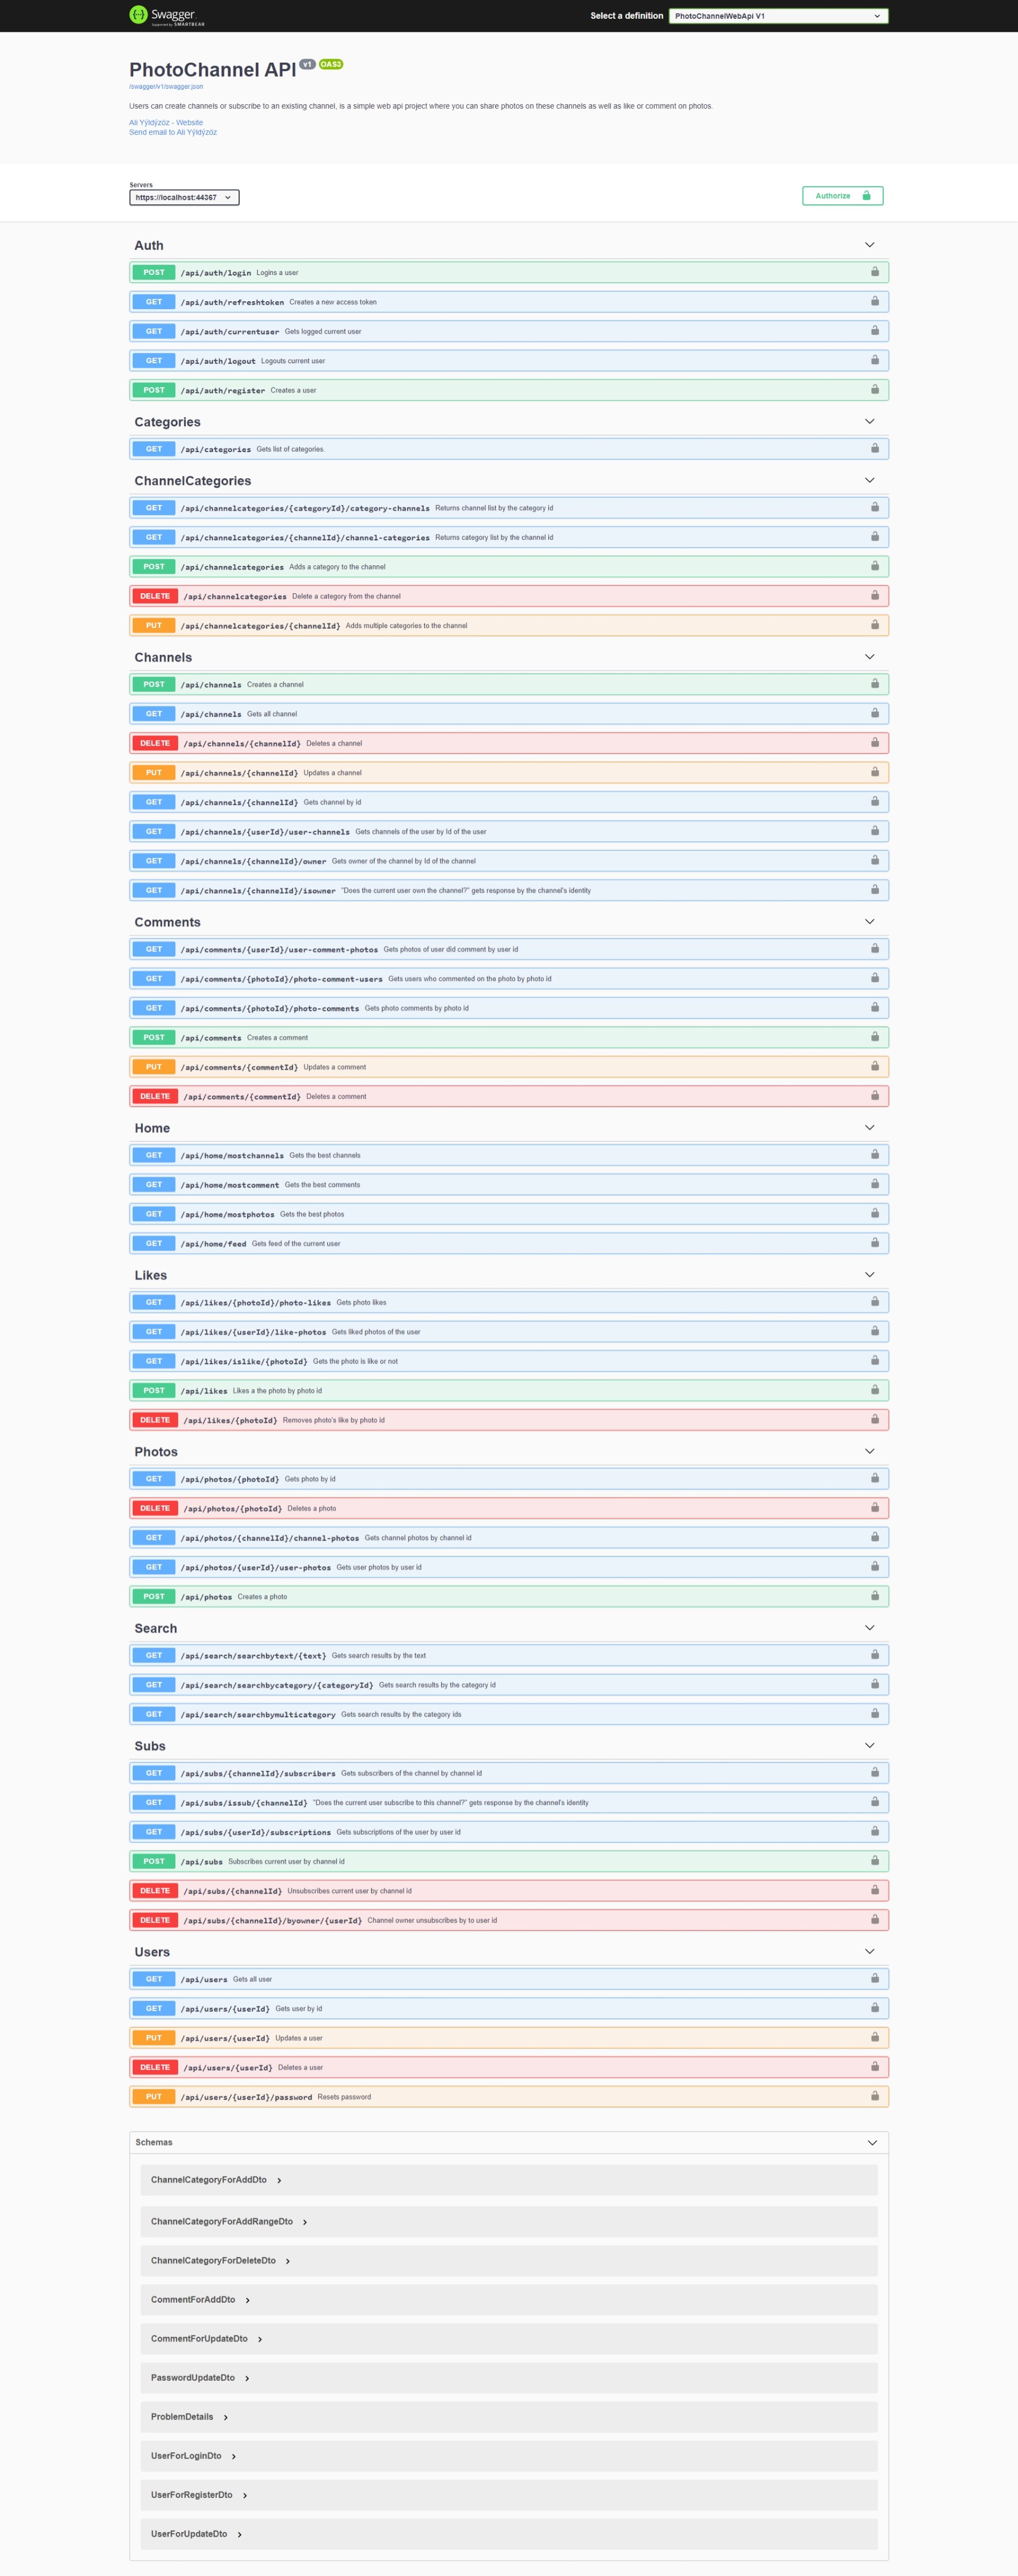 Swagger
Supported by SMARTBEAR
Select a definition PhotoChannelWebApi V1
PhotoChannel API v1 OAS3
/swagger/v1/swagger.json
Users can create channels or subscribe to an existing channel, is a simple web api project where you can share photos on these channels as well as like or comment on photos.
Ali Yýldýzöz - Website
Send email to Ali Yýldýzöz
Servers
https://localhost:44367
Authorize
Auth
POST /api/auth/login Logins a user
GET /api/auth/refreshtoken Creates a new access token
GET /api/auth/currentuser Gets logged current user
GET /api/auth/logout Logouts current user
POST /api/auth/register Creates a user
Categories
GET /api/categories Gets list of categories.
ChannelCategories
GET /api/channelcategories/{categoryId}/category-channels Returns channel list by the category id
GET /api/channelcategories/{channelId}/channel-categories Returns category list by the channel id
POST /api/channelcategories Adds a category to the channel
DELETE /api/channelcategories Delete a category from the channel
PUT /api/channelcategories/{channelId} Adds multiple categories to the channel
Channels
POST /api/channels Creates a channel
GET /api/channels Gets all channel
DELETE /api/channels/{channelId} Deletes a channel
PUT /api/channels/{channelId} Updates a channel
GET /api/channels/{channelId} Gets channel by id
GET /api/channels/{userId}/user-channels Gets channels of the user by Id of the user
GET /api/channels/{channelId}/owner Gets owner of the channel by Id of the channel
GET /api/channels/{channelId}/isowner "Does the current user own the channel?" gets response by the channel's identity
Comments
GET /api/comments/{userId}/user-comment-photos Gets photos of user did comment by user id
GET /api/comments/{photoId}/photo-comment-users Gets users who commented on the photo by photo id
GET /api/comments/{photoId}/photo-comments Gets photo comments by photo id
POST /api/comments Creates a comment
PUT /api/comments/{commentId} Updates a comment
DELETE /api/comments/{commentId} Deletes a comment
Home
GET /api/home/mostchannels Gets the best channels
GET /api/home/mostcomment Gets the best comments
GET /api/home/mostphotos Gets the best photos
GET /api/home/feed Gets feed of the current user
Likes
GET /api/likes/{photoId}/photo-likes Gets photo likes
GET /api/likes/{userId}/like-photos Gets liked photos of the user
GET /api/likes/islike/{photoId} Gets the photo is like or not
POST /api/likes Likes a the photo by photo id
DELETE /api/likes/{photoId} Removes photo's like by photo id
Photos
GET /api/photos/{photoId} Gets photo by id
DELETE /api/photos/{photoId} Deletes a photo
GET /api/photos/{channelId}/channel-photos Gets channel photos by channel id
GET /api/photos/{userId}/user-photos Gets user photos by user id
POST /api/photos Creates a photo
Search
GET /api/search/searchbytext/{text} Gets search results by the text
GET /api/search/searchbycategory/{categoryId} Gets search results by the category id
GET /api/search/searchbymulticategory Gets search results by the category ids
Subs
GET /api/subs/{channelId}/subscribers Gets subscribers of the channel by channel id
GET /api/subs/issub/{channelId} "Does the current user subscribe to this channel?" gets response by the channel's identity
GET /api/subs/{userId}/subscriptions Gets subscriptions of the user by user id
POST /api/subs Subscribes current user by channel id
DELETE /api/subs/{channelId} Unsubscribes current user by channel id
DELETE /api/subs/{channelId}/byowner/{userId} Channel owner unsubscribes by to user id
Users
GET /api/users Gets all user
GET /api/users/{userId} Gets user by id
PUT /api/users/{userId} Updates a user
DELETE /api/users/{userId} Deletes a user
PUT /api/users/{userId}/password Resets password
Schemas
ChannelCategoryForAddDto
ChannelCategoryForAddRangeDto
ChannelCategoryForDeleteDto
CommentForAddDto
CommentForUpdateDto
PasswordUpdateDto
ProblemDetails
UserForLoginDto
UserForRegisterDto
UserForUpdateDto